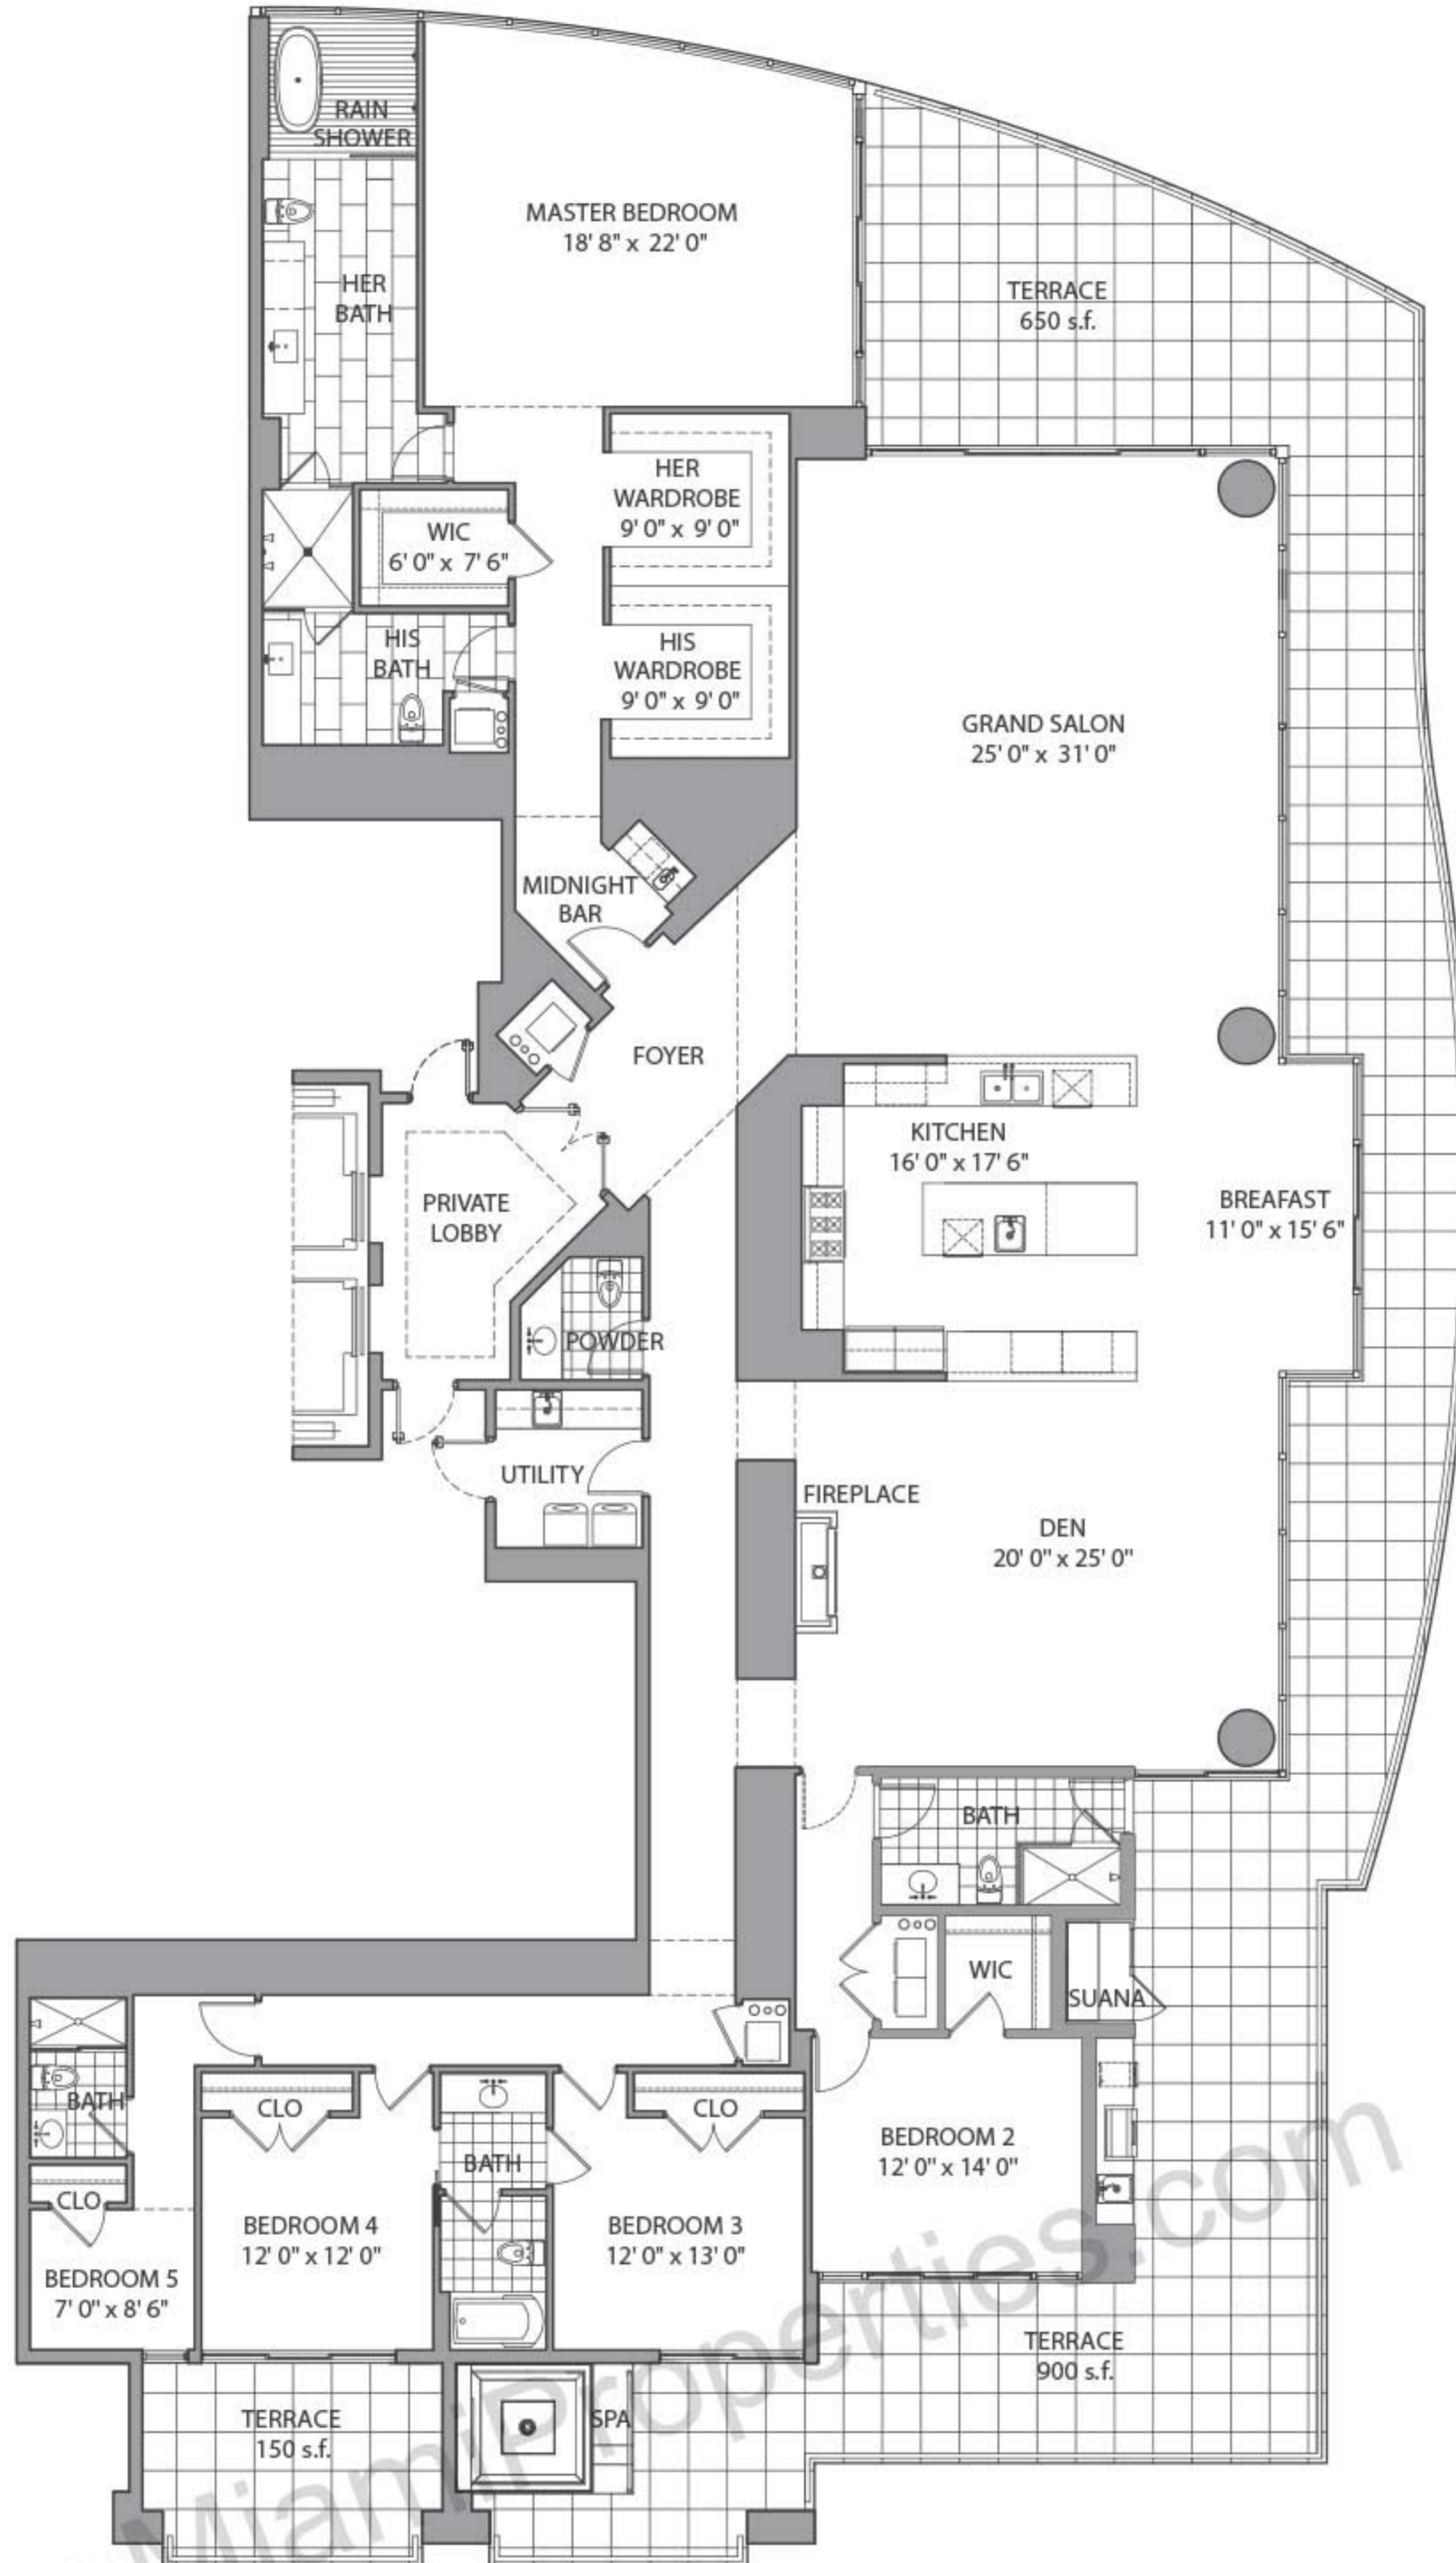 RAIN
SHOWER
MASTER BEDROOM
18' 8" x 22' 0"
HER
BATH
TERRACE
650 s.f.
HER
WARDROBE
9' 0" x 9' 0"
WIC
6' 0" x 7' 6"
HIS
BATH
HIS
WARDROBE
9' 0" x 9' 0"
GRAND SALON
25' 0" x 31' 0"
MIDNIGHT
BAR
FOYER
KITCHEN
16' 0" x 17' 6"
PRIVATE
LOBBY
BREAFAST
11' 0" x 15' 6"
POWDER
UTILITY
FIREPLACE
DEN
20' 0" x 25' 0"
BATH
WIC
SUANA
BATH
CLO
CLO
BEDROOM 2
12' 0" x 14' 0"
BATH
CLO
BEDROOM 4
12' 0" x 12' 0"
BEDROOM 3
12' 0" x 13' 0"
BEDROOM 5
7' 0" x 8' 6"
TERRACE
900 s.f.
TERRACE
150 s.f.
SPA
MiamiProperties.com